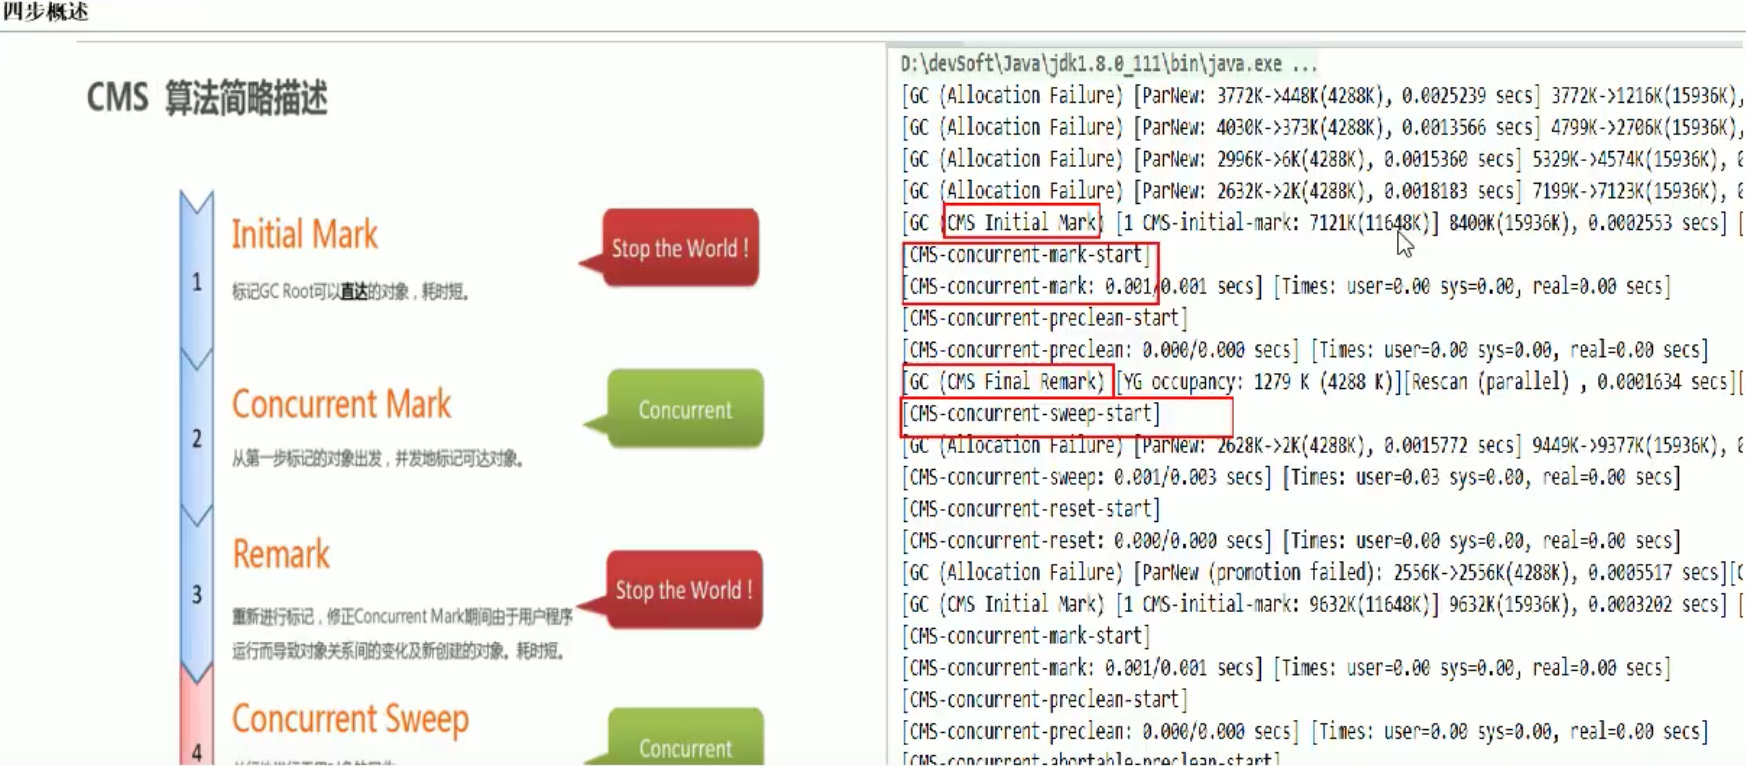 四步概述
CMS 算法简略描述
1
Initial Mark
标记GC Root可以直达的对象，耗时短。
Stop the World !
2
Concurrent Mark
从第一步标记的对象出发，并发地标记可达对象。
Concurrent
3
Remark
重新进行标记，修正Concurrent Mark期间由于用户程序
运行而导致对象关系间的变化及新创建的对象。耗时短。
Stop the World !
4
Concurrent Sweep
Concurrent
D:\devSoft\Java\jdk1.8.0_111\bin\java.exe ...
[GC (Allocation Failure) [ParNew: 3772K->448K(4288K), 0.0025239 secs] 3772K->1216K(15936K),
[GC (Allocation Failure) [ParNew: 4030K->373K(4288K), 0.0013566 secs] 4799K->2706K(15936K),
[GC (Allocation Failure) [ParNew: 2996K->6K(4288K), 0.0015360 secs] 5329K->4574K(15936K),
[GC (Allocation Failure) [ParNew: 2632K->2K(4288K), 0.0018183 secs] 7199K->7123K(15936K),
[GC (CMS Initial Mark) [1 CMS-initial-mark: 7121K(11648K)] 8400K(15936K), 0.0002553 secs] [
[CMS-concurrent-mark-start]
[CMS-concurrent-mark: 0.001/0.001 secs] [Times: user=0.00 sys=0.00, real=0.00 secs]
[CMS-concurrent-preclean-start]
[CMS-concurrent-preclean: 0.000/0.000 secs] [Times: user=0.00 sys=0.00, real=0.00 secs]
[GC (CMS Final Remark) [YG occupancy: 1279 K (4288 K)][Rescan (parallel) , 0.0001634 secs][
[CMS-concurrent-sweep-start]
[GC (Allocation Failure) [ParNew: 2628K->2K(4288K), 0.0015772 secs] 9449K->9377K(15936K),
[CMS-concurrent-sweep: 0.001/0.003 secs] [Times: user=0.03 sys=0.00, real=0.00 secs]
[CMS-concurrent-reset-start]
[CMS-concurrent-reset: 0.000/0.000 secs] [Times: user=0.00 sys=0.00, real=0.00 secs]
[GC (Allocation Failure) [ParNew (promotion failed): 2556K->2556K(4288K), 0.0005517 secs][
[GC (CMS Initial Mark) [1 CMS-initial-mark: 9632K(11648K)] 9632K(15936K), 0.0003202 secs] [
[CMS-concurrent-mark-start]
[CMS-concurrent-mark: 0.001/0.001 secs] [Times: user=0.00 sys=0.00, real=0.00 secs]
[CMS-concurrent-preclean-start]
[CMS-concurrent-preclean: 0.000/0.000 secs] [Times: user=0.00 sys=0.00, real=0.00 secs]
[CMS-concurrent-abortable-preclean-start]